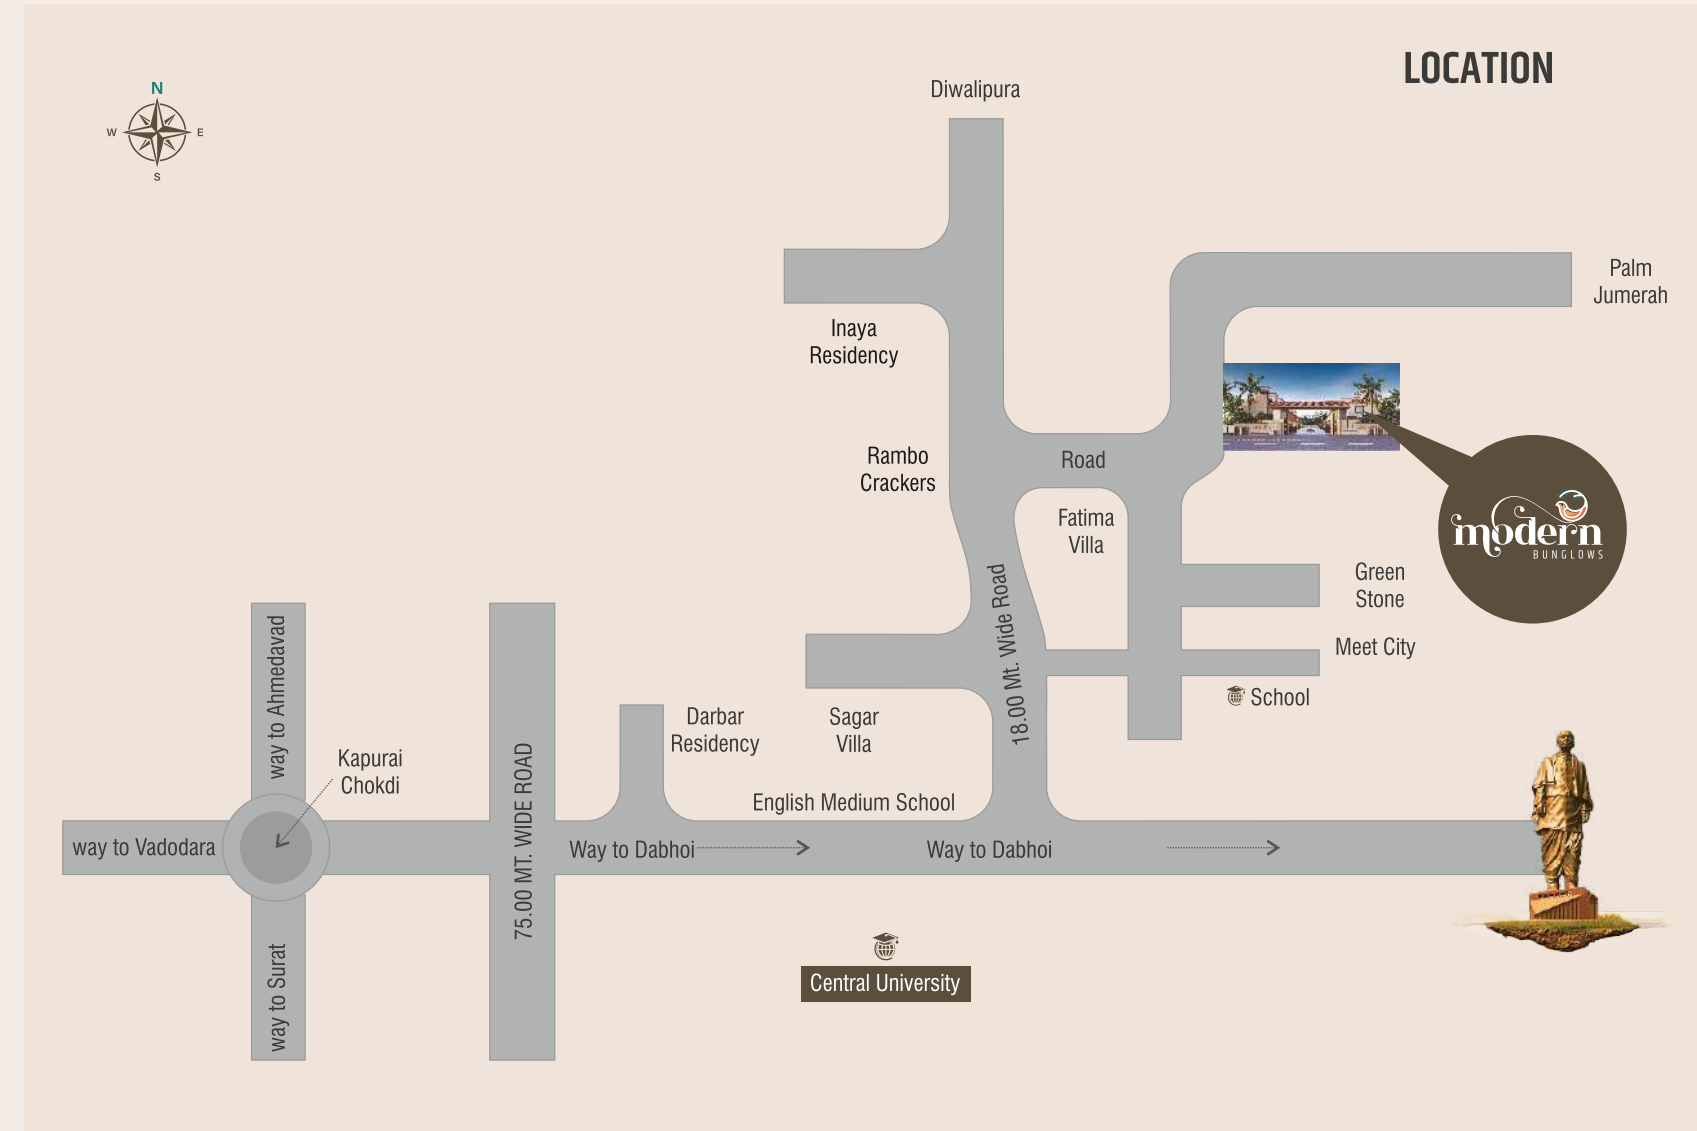 LOCATION
N
W
E
S
Diwalipura
Palm
Jumerah
Inaya
Residency
Rambo
Crackers
Road
Fatima
Villa
modern
BUNGLOWS
Green
Stone
Meet City
School
18.00 Mt. Wide Road
way to Ahmedavad
Darbar
Residency
Sagar
Villa
Kapurai
Chokdi
75.00 MT. WIDE ROAD
English Medium School
way to Vadodara
Way to Dabhoi
Way to Dabhoi
way to Surat
Central University